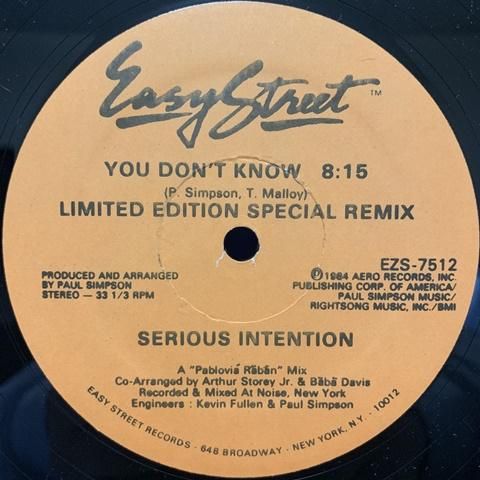 Easy Street TM
YOU DON'T KNOW 8:15
(P. Simpson, T. Malloy)
LIMITED EDITION SPECIAL REMIX
EZS-7512
PRODUCED AND ARRANGED
BY PAUL SIMPSON
STEREO – 33 1/3 RPM
Ⓟ1984 AERO RECORDS, INC.
PUBLISHING CORP. OF AMERICA/
PAUL SIMPSON MUSIC/
RIGHTSONG MUSIC, INC./BMI
SERIOUS INTENTION
A "Pablovia Räbän" Mix
Co-Arranged by Arthur Storey Jr. & Bäbä Davis
Recorded & Mixed At Noise, New York
Engineers : Kevin Fullen & Paul Simpson
EASY STREET RECORDS · 648 BROADWAY · NEW YORK, N.Y. · 10012